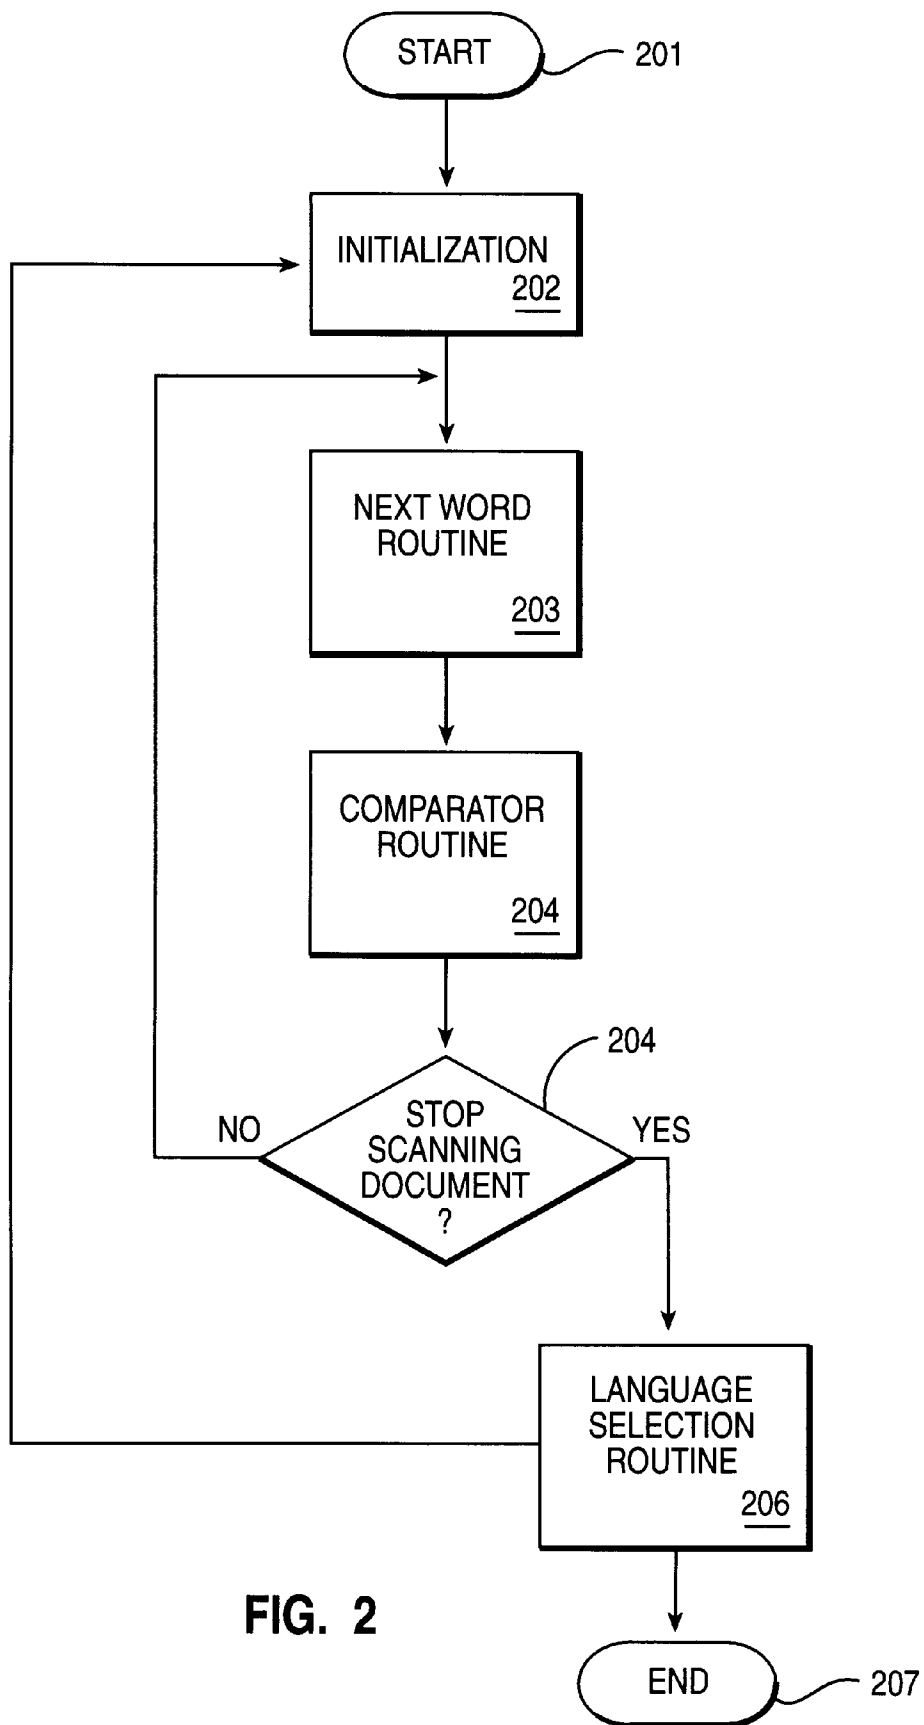 START
201
INITIALIZATION
202
NEXT WORD
ROUTINE
203
COMPARATOR
ROUTINE
204
204
NO
STOP
SCANNING
DOCUMENT
?
YES
LANGUAGE
SELECTION
ROUTINE
206
FIG. 2
END
207